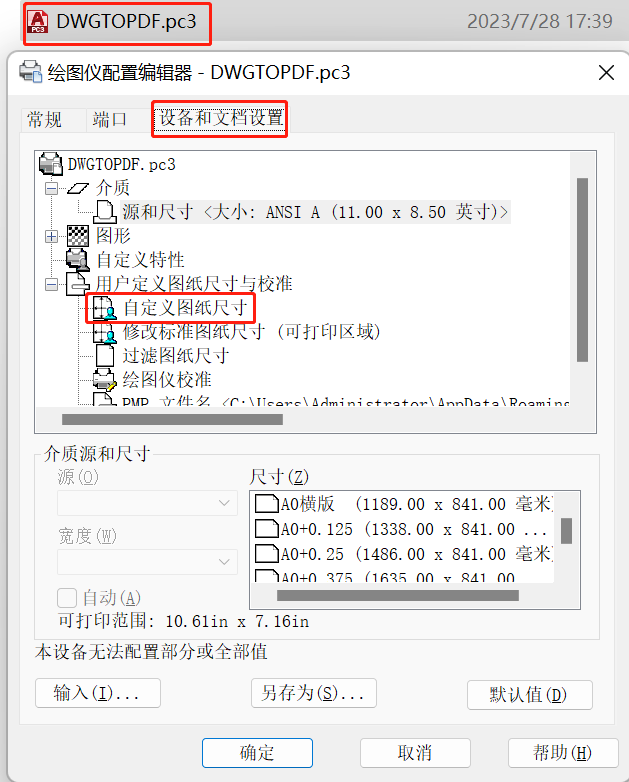 DWGTOPDF.pc3 2023/7/28 17:39
绘图仪配置编辑器 - DWGTOPDF.pc3
常规 端口 设备和文档设置
DWGTOPDF.pc3
介质
源和尺寸 <大小: ANSI A (11.00 x 8.50 英寸)>
图形
自定义特性
用户定义图纸尺寸与校准
自定义图纸尺寸
修改标准图纸尺寸 (可打印区域)
过滤图纸尺寸
绘图仪校准
PMP 文件名 <C:\Users\Administrator\AppData\Roaming
介质源和尺寸
源(O) 尺寸(Z)
A0横版 (1189.00 x 841.00 毫米)
A0+0.125 (1338.00 x 841.00 ...
宽度(W)
A0+0.25 (1486.00 x 841.00 毫米)
A0+0.375 (1635.00 x 841.00
自动(A)
可打印范围: 10.61in x 7.16in
本设备无法配置部分或全部值
输入(I)... 另存为(S)... 默认值(D)
确定 取消 帮助(H)